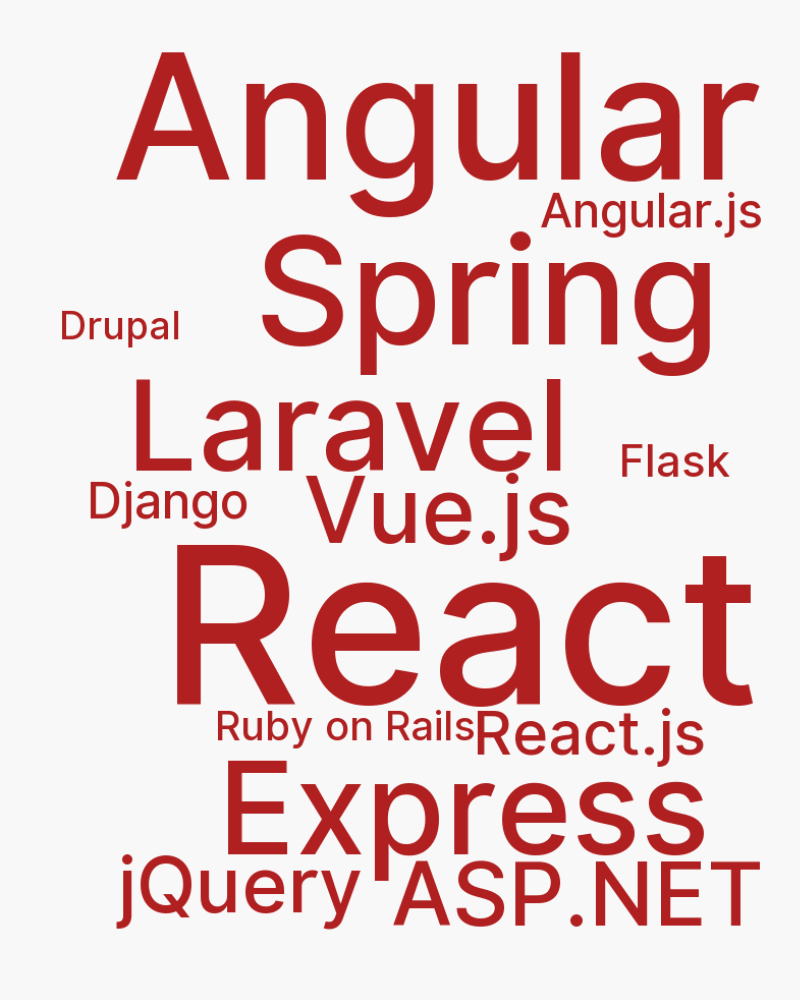 Angular
Angular.js
Spring
Drupal
Laravel
Flask
Django
Vue.js
React
Ruby on Rails
React.js
Express
jQuery
ASP.NET